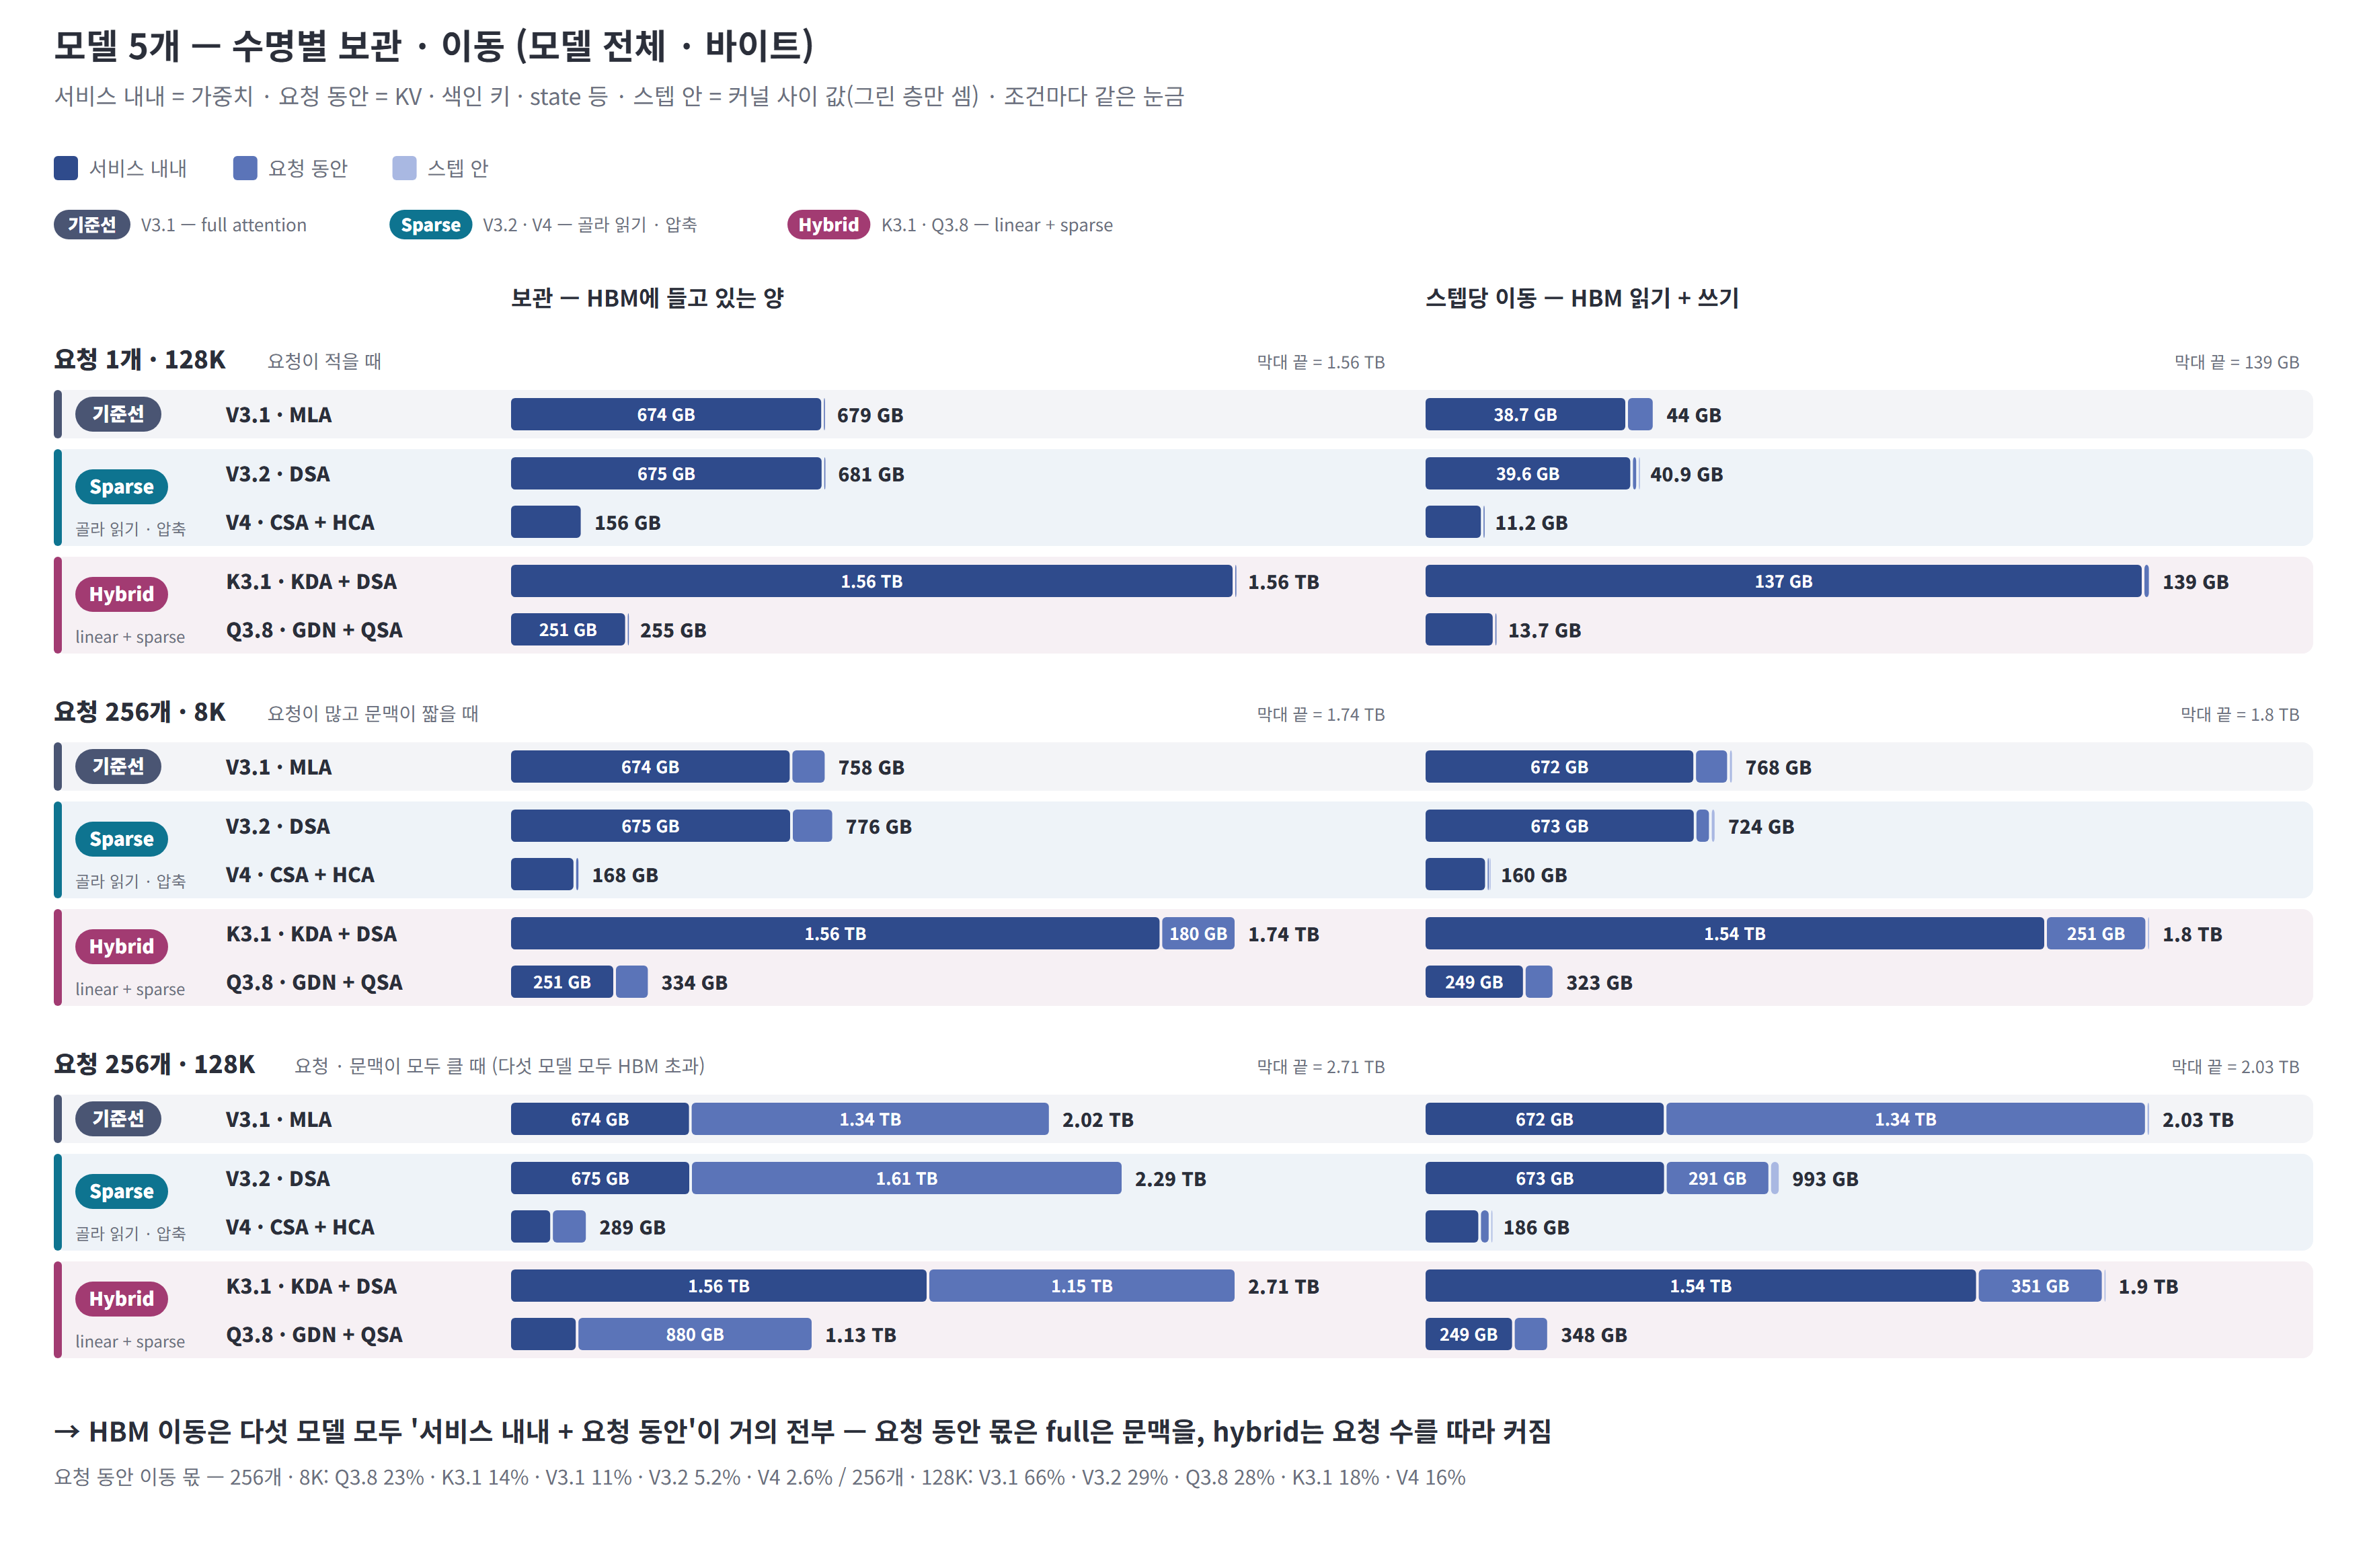 모델 5개 — 수명별 보관 · 이동 (모델 전체 · 바이트)
서비스 내내 = 가중치 · 요청 동안 = KV · 색인 키 · state 등 · 스텝 안 = 커널 사이 값(그린 층만 셈) · 조건마다 같은 눈금
서비스 내내 요청 동안 스텝 안
기준선 V3.1 — full attention Sparse V3.2 · V4 — 골라 읽기 · 압축 Hybrid K3.1 · Q3.8 — linear + sparse
보관 — HBM에 들고 있는 양 스텝당 이동 — HBM 읽기 + 쓰기
요청 1개 · 128K 요청이 적을 때 막대 끝 = 1.56 TB 막대 끝 = 139 GB
기준선 V3.1 · MLA 674 GB 679 GB 38.7 GB 44 GB
Sparse V3.2 · DSA 675 GB 681 GB 39.6 GB 40.9 GB
골라 읽기 · 압축 V4 · CSA + HCA 156 GB 11.2 GB
Hybrid K3.1 · KDA + DSA 1.56 TB 1.56 TB 137 GB 139 GB
linear + sparse Q3.8 · GDN + QSA 251 GB 255 GB 13.7 GB
요청 256개 · 8K 요청이 많고 문맥이 짧을 때 막대 끝 = 1.74 TB 막대 끝 = 1.8 TB
기준선 V3.1 · MLA 674 GB 758 GB 672 GB 768 GB
Sparse V3.2 · DSA 675 GB 776 GB 673 GB 724 GB
골라 읽기 · 압축 V4 · CSA + HCA 168 GB 160 GB
Hybrid K3.1 · KDA + DSA 1.56 TB 180 GB 1.74 TB 1.54 TB 251 GB 1.8 TB
linear + sparse Q3.8 · GDN + QSA 251 GB 334 GB 249 GB 323 GB
요청 256개 · 128K 요청 · 문맥이 모두 클 때 (다섯 모델 모두 HBM 초과) 막대 끝 = 2.71 TB 막대 끝 = 2.03 TB
기준선 V3.1 · MLA 674 GB 1.34 TB 2.02 TB 672 GB 1.34 TB 2.03 TB
Sparse V3.2 · DSA 675 GB 1.61 TB 2.29 TB 673 GB 291 GB 993 GB
골라 읽기 · 압축 V4 · CSA + HCA 289 GB 186 GB
Hybrid K3.1 · KDA + DSA 1.56 TB 1.15 TB 2.71 TB 1.54 TB 351 GB 1.9 TB
linear + sparse Q3.8 · GDN + QSA 880 GB 1.13 TB 249 GB 348 GB
→ HBM 이동은 다섯 모델 모두 '서비스 내내 + 요청 동안'이 거의 전부 — 요청 동안 몫은 full은 문맥을, hybrid는 요청 수를 따라 커짐
요청 동안 이동 몫 — 256개 · 8K: Q3.8 23% · K3.1 14% · V3.1 11% · V3.2 5.2% · V4 2.6% / 256개 · 128K: V3.1 66% · V3.2 29% · Q3.8 28% · K3.1 18% · V4 16%